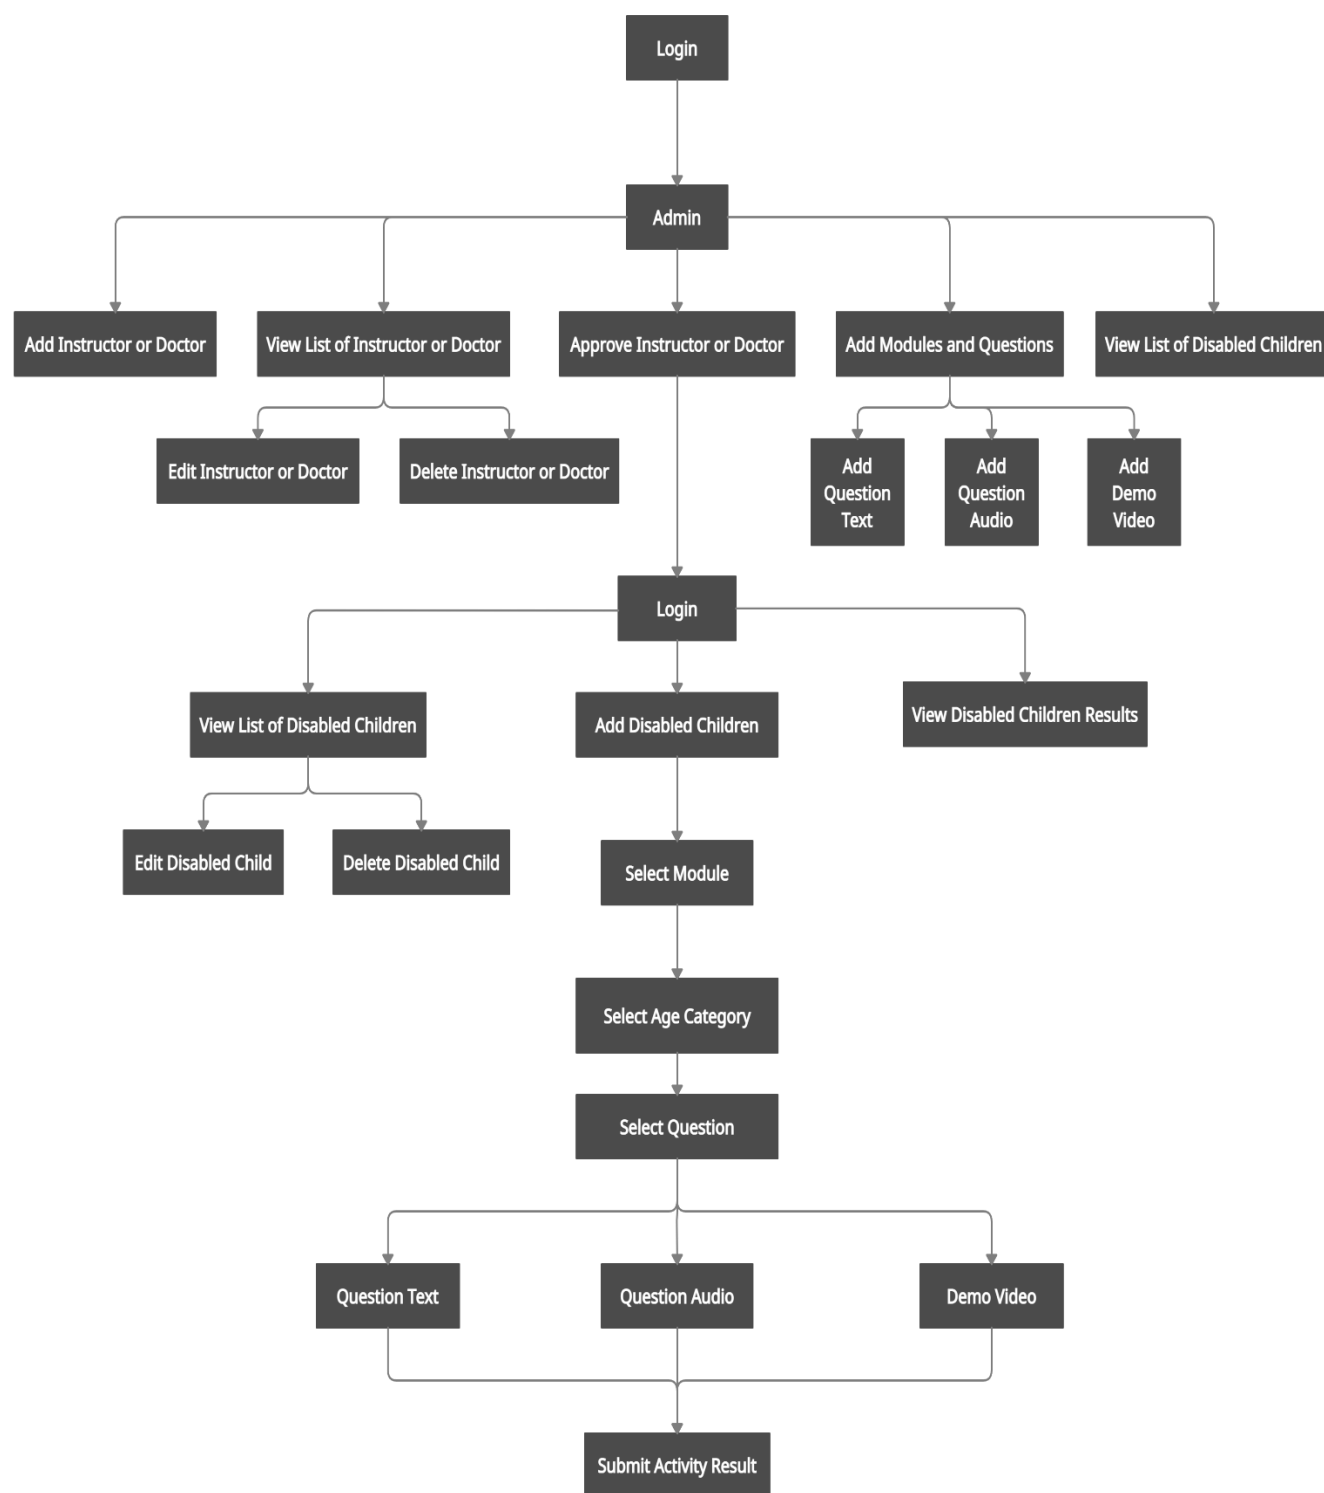 Login
Admin
Add Instructor or Doctor
View List of Instructor or Doctor
Approve Instructor or Doctor
Add Modules and Questions
View List of Disabled Children
Edit Instructor or Doctor
Delete Instructor or Doctor
Add
Question
Text
Add
Question
Audio
Add
Demo
Video
Login
View List of Disabled Children
Add Disabled Children
View Disabled Children Results
Edit Disabled Child
Delete Disabled Child
Select Module
Select Age Category
Select Question
Question Text
Question Audio
Demo Video
Submit Activity Result